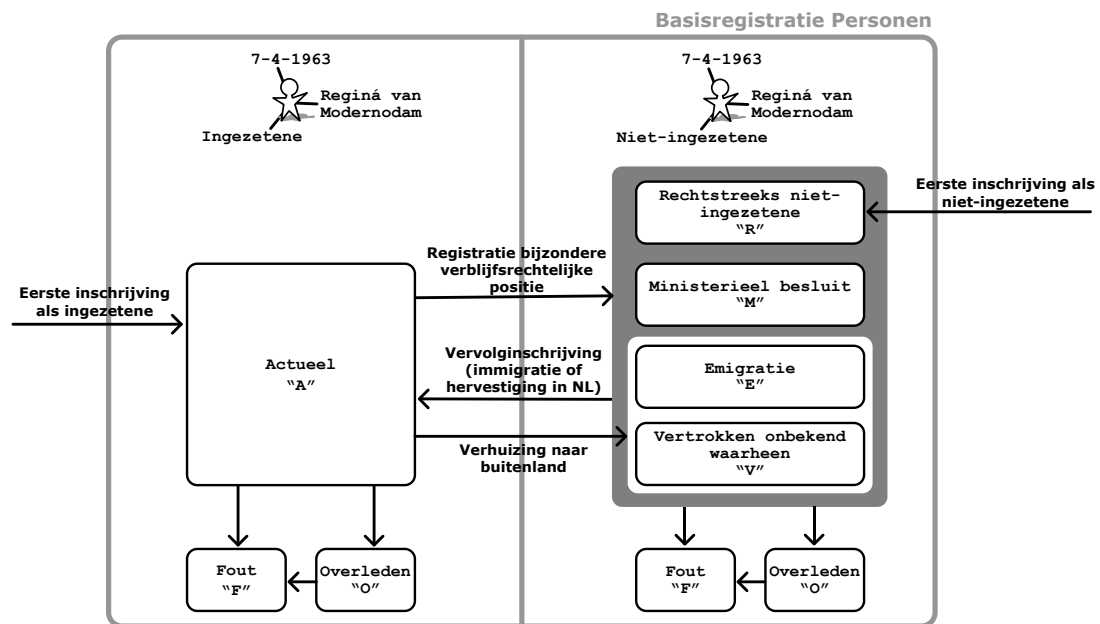 Basisregistratie Personen
7-4-1963
Reginá van
Modernodam
Ingezetene
7-4-1963
Reginá van
Modernodam
Niet-ingezetene
Rechtstreeks niet-
ingezetene
“R”
Eerste inschrijving als
niet-ingezetene
Registratie bijzondere
verblijfsrechtelijke
positie
Ministerieel besluit
“M”
Eerste inschrijving
als ingezetene
Actueel
“A”
Vervolginschrijving
(immigratie of
hervestiging in NL)
Emigratie
“E”
Verhuizing naar
buitenland
Vertrokken onbekend
waarheen
“V”
Fout
“F”
Overleden
“O”
Fout
“F”
Overleden
“O”